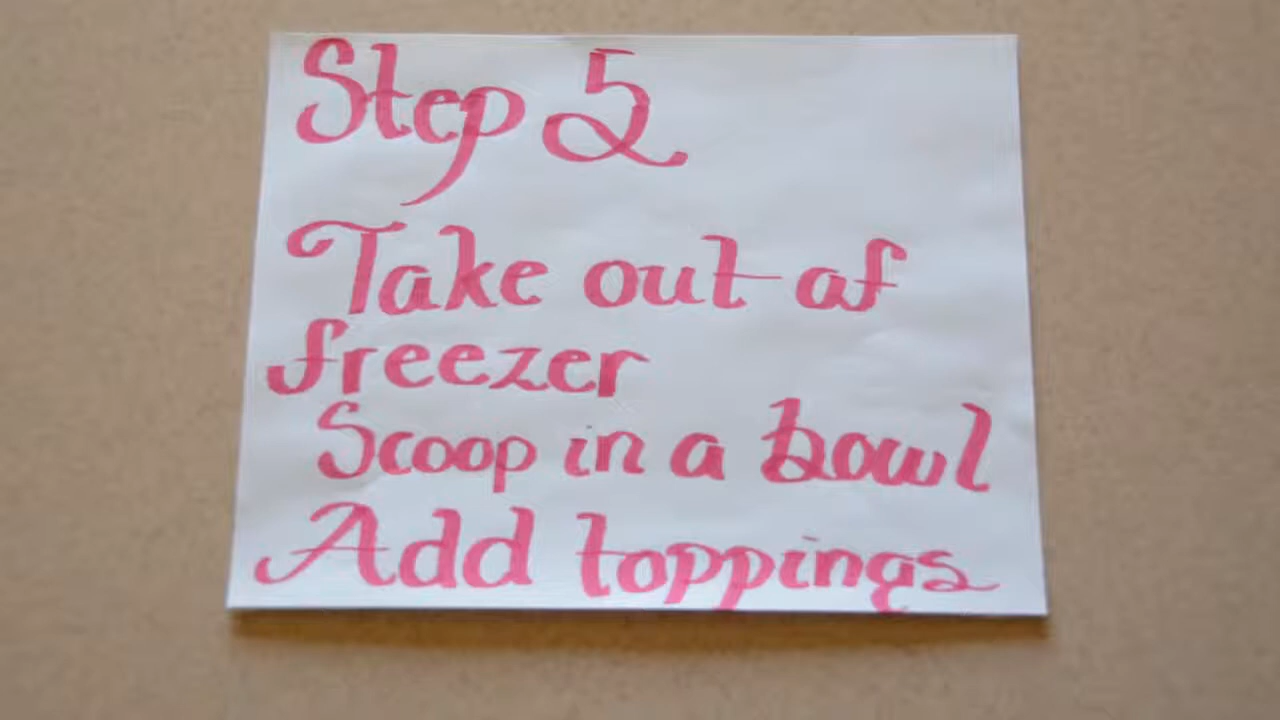 Step 5
Take out of
freezer
Scoop in a bowl
Add toppings